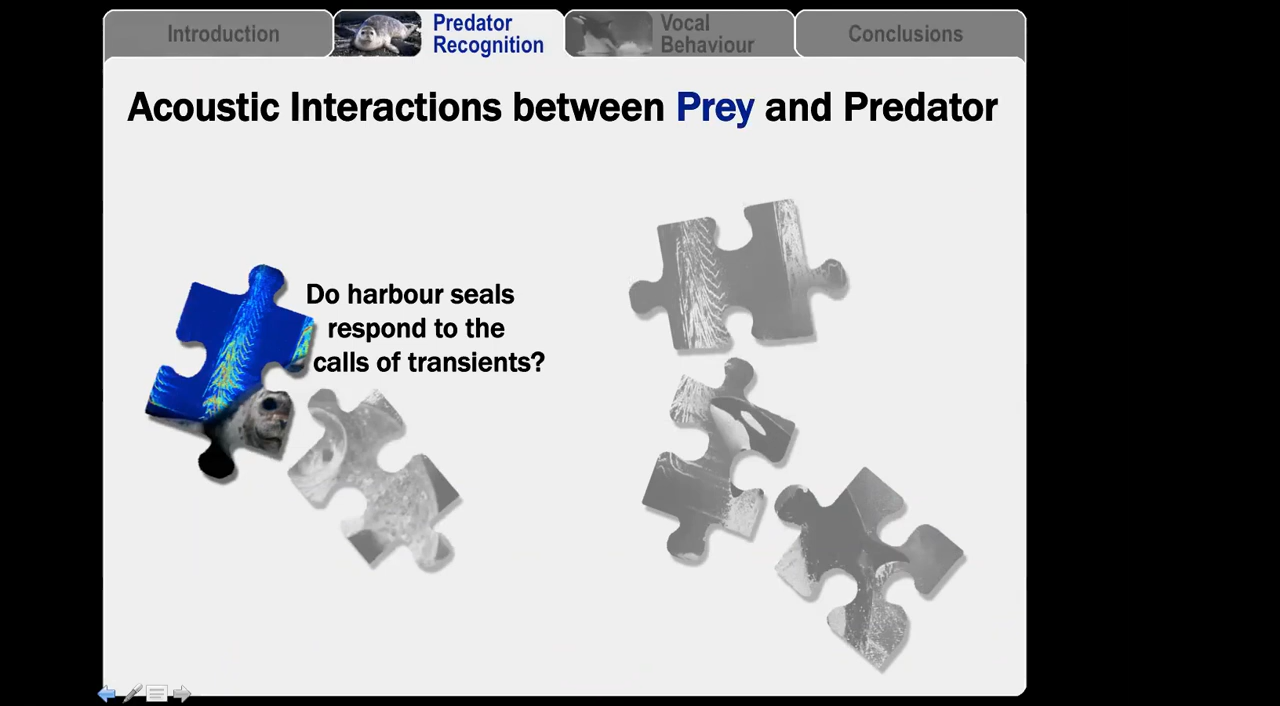 Introduction
Predator
Recognition
Vocal
Behaviour
Conclusions
Acoustic Interactions between Prey and Predator
Do harbour seals
respond to the
calls of transients?